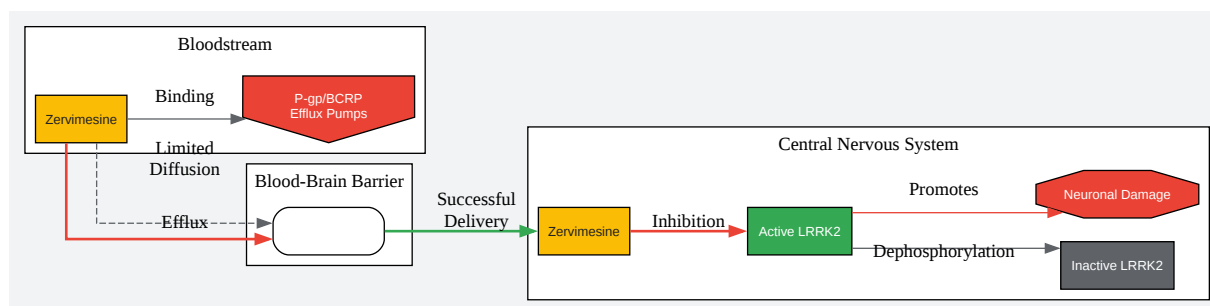 Bloodstream
Zervimesine
Binding
P-gp/BCRP
Efflux Pumps
Limited
Diffusion
Efflux
Blood-Brain Barrier
Successful
Delivery
Central Nervous System
Zervimesine
Inhibition
Active LRRK2
Promotes
Neuronal Damage
Dephosphorylation
Inactive LRRK2